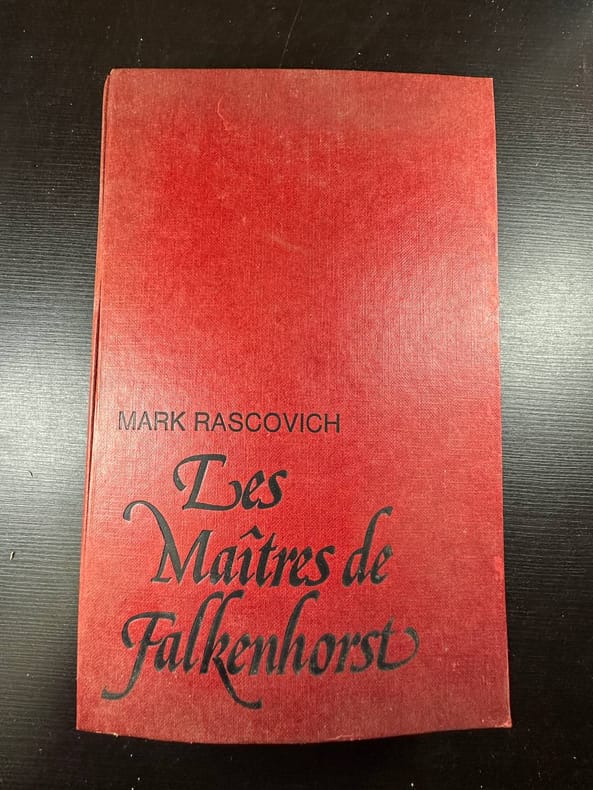 MARK RASCOVICH
Les
Maîtres de
Falkenhorst